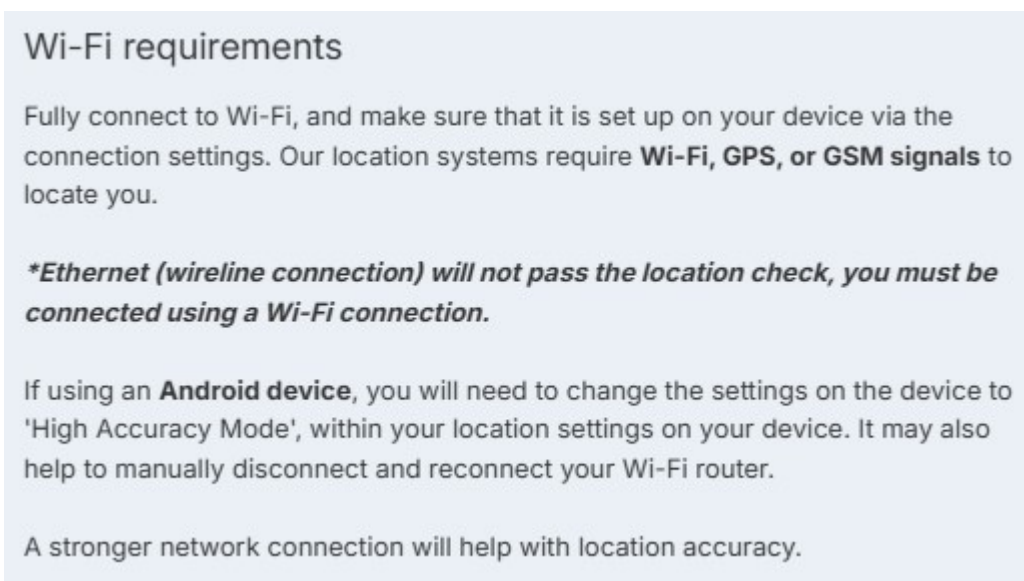 Wi-Fi requirements
Fully connect to Wi-Fi, and make sure that it is set up on your device via the
connection settings. Our location systems require Wi-Fi, GPS, or GSM signals to
locate you.
*Ethernet (wireline connection) will not pass the location check, you must be
connected using a Wi-Fi connection.
If using an Android device, you will need to change the settings on the device to
'High Accuracy Mode', within your location settings on your device. It may also
help to manually disconnect and reconnect your Wi-Fi router.
A stronger network connection will help with location accuracy.